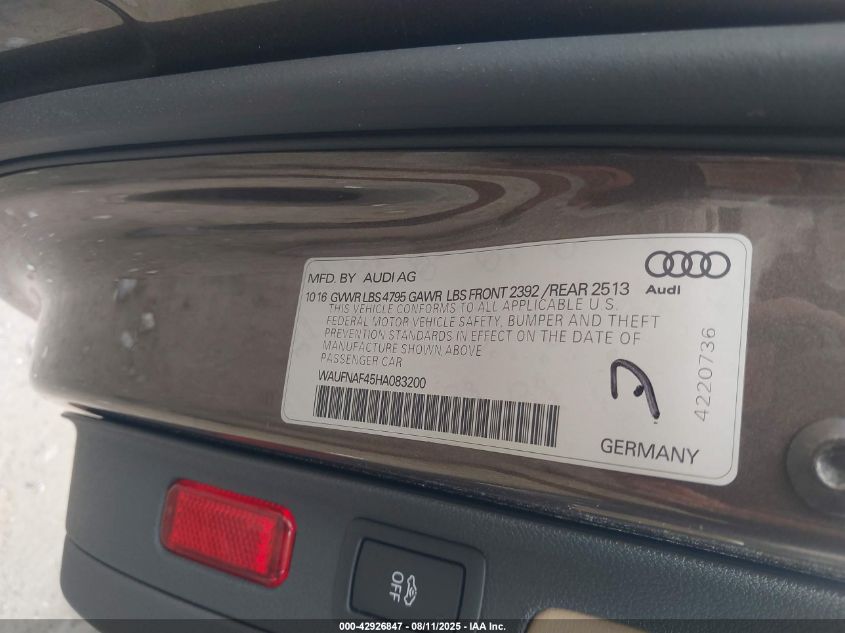 MFD. BY AUDI AG
10 16 GVWR LBS 4795 GAWR LBS FRONT 2392 / REAR 2513
THIS VEHICLE CONFORMS TO ALL APPLICABLE U.S.
FEDERAL MOTOR VEHICLE SAFETY, BUMPER AND THEFT
PREVENTION STANDARDS IN EFFECT ON THE DATE OF
MANUFACTURE SHOWN ABOVE
PASSENGER CAR
WAUFNAF45HA083200
Audi
4220736
GERMANY
OFF
000-42926847 - 08/11/2025 - IAA Inc.